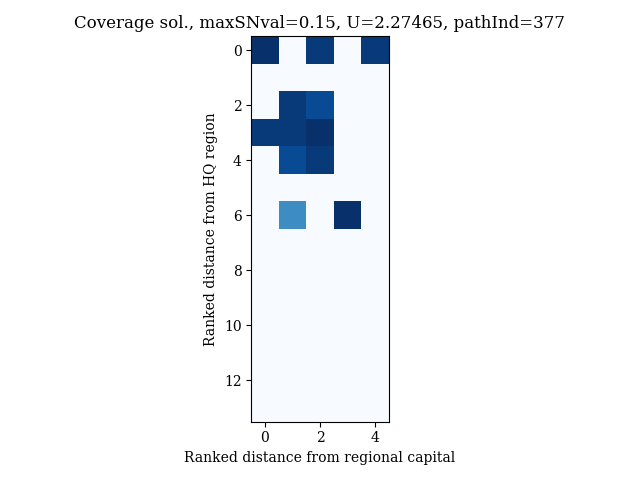 Coverage sol., maxSNval=0.15, U=2.27465, pathInd=377
0
2
4
6
8
10
12
Ranked distance from HQ region
0 2 4
Ranked distance from regional capital